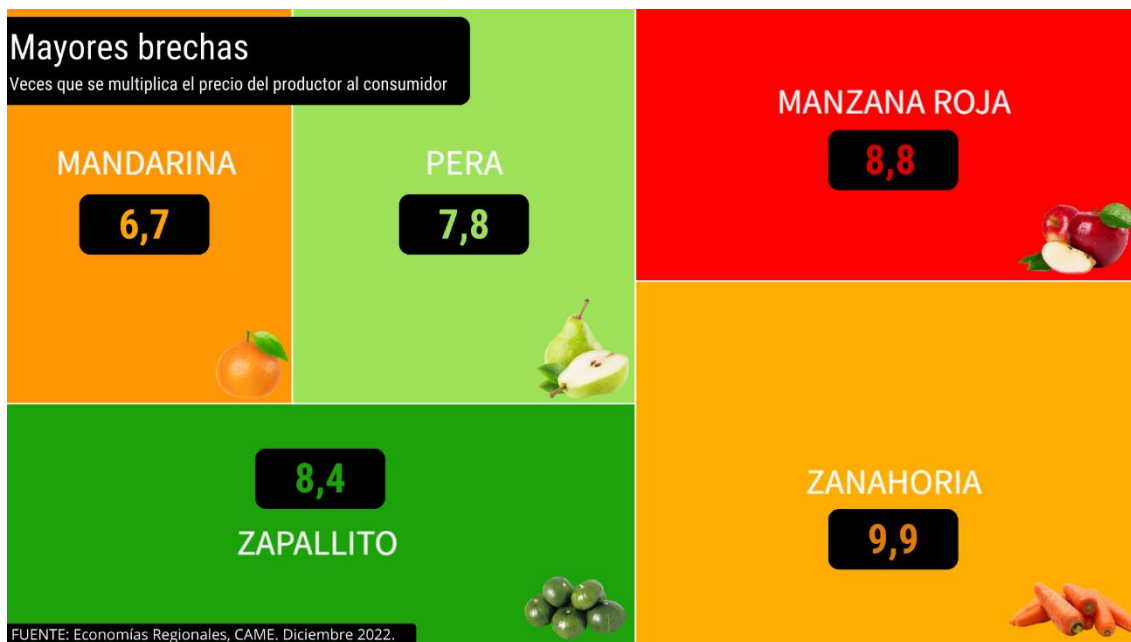 Mayores brechas
Veces que se multiplica el precio del productor al consumidor
MANDARINA
6,7
PERA
7,8
MANZANA ROJA
8,8
8,4
ZAPALLITO
ZANAHORIA
9,9
FUENTE: Economías Regionales, CAME. Diciembre 2022.